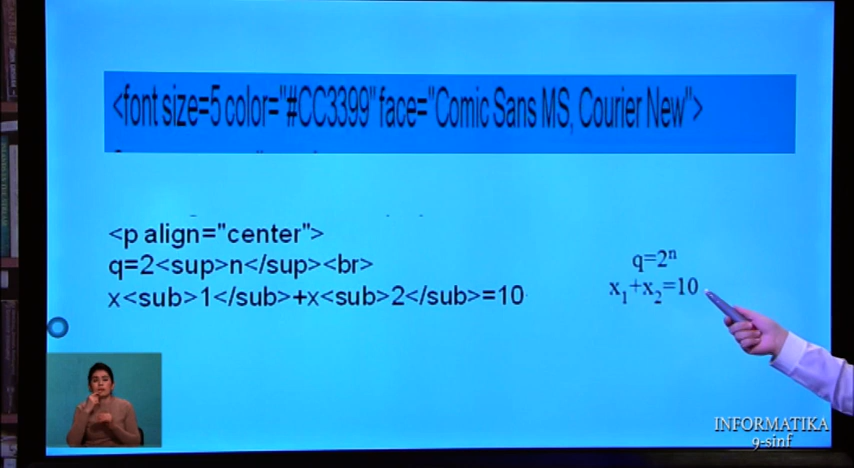 <font size=5 color="#CC3399" face="Comic Sans MS, Courier New">
<p align="center">
q=2<sup>n</sup><br>
x<sub>1</sub>+x<sub>2</sub>=10
q=2ⁿ
x₁+x₂=10
INFORMATIKA
9-sinf